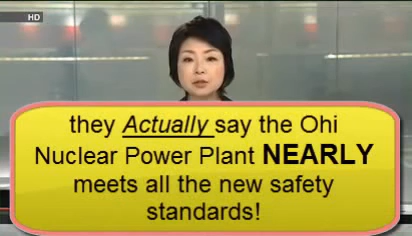 HD
they Actually say the Ohi
Nuclear Power Plant NEARLY
meets all the new safety
standards!